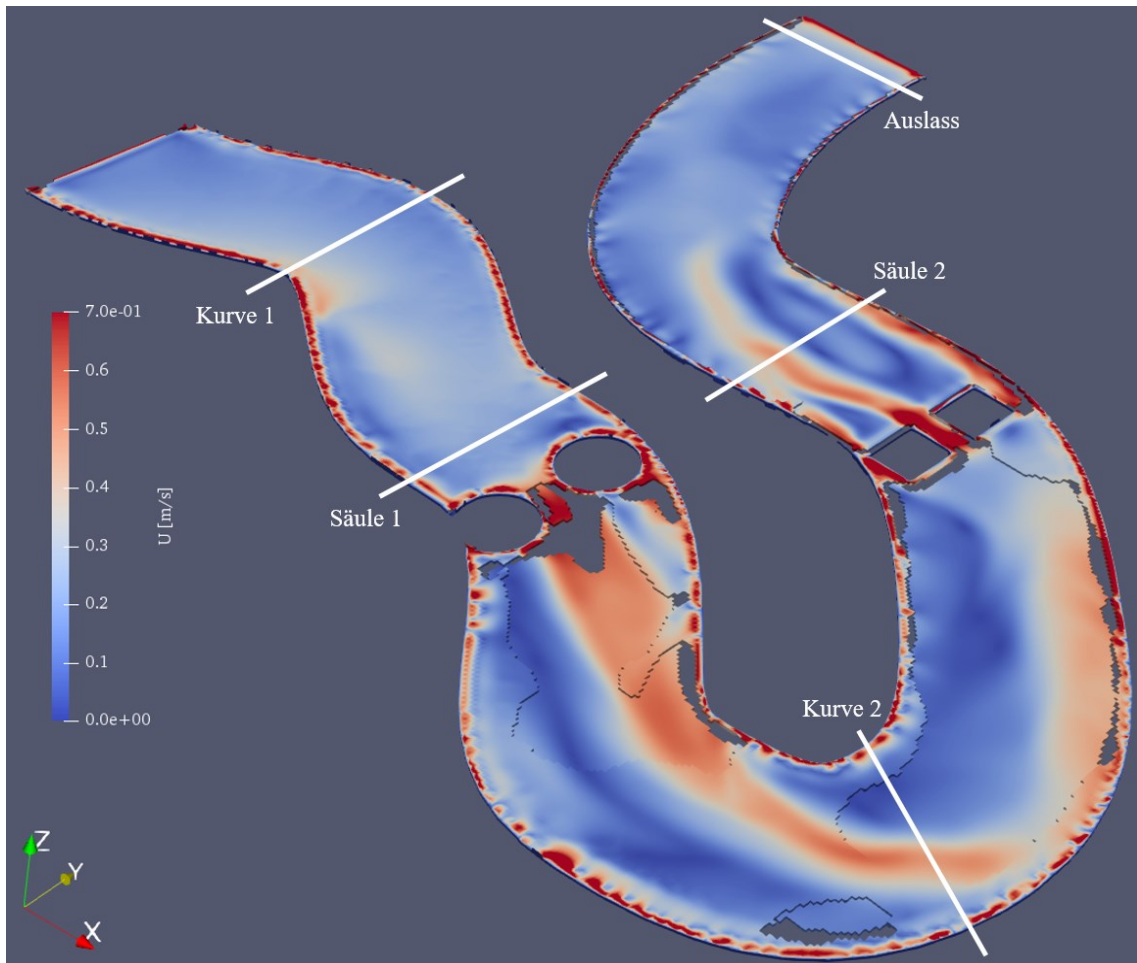 Auslass
Säule 2
Kurve 1
7.0e-01
0.6
0.5
0.4
0.3
0.2
0.1
0.0e+00
U [m/s]
Säule 1
Kurve 2
Z
Y
X